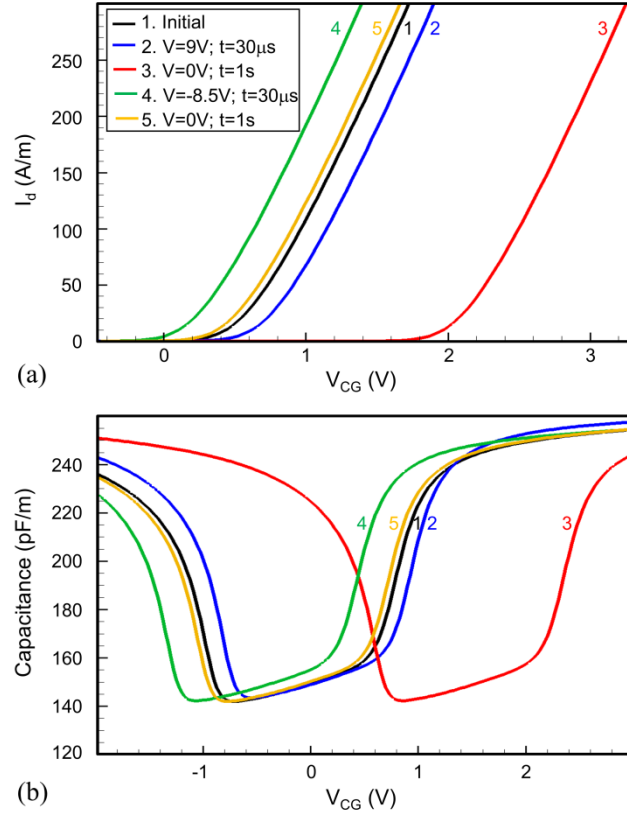 1. Initial
2. V=9V; t=30μs
3. V=0V; t=1s
4. V=-8.5V; t=30μs
5. V=0V; t=1s
4 5 1 2 3
250
200
150
100
50
0
I_d (A/m)
0 1 2 3
V_CG (V)
(a)
240
220
200
180
160
140
120
Capacitance (pF/m)
4 5 1 2 3
-1 0 1 2
V_CG (V)
(b)